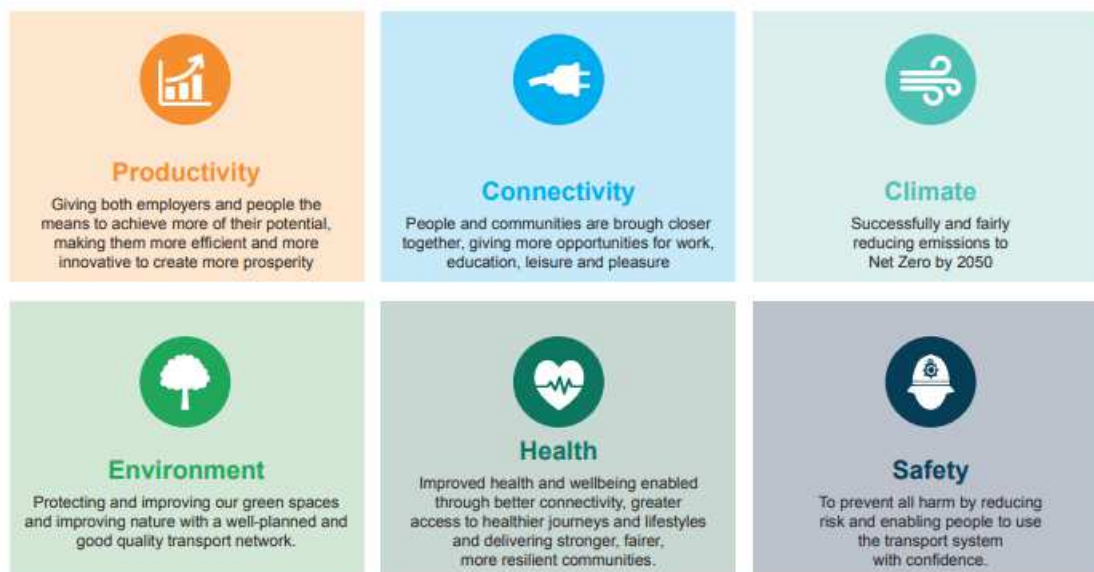 Productivity
Giving both employers and people the
means to achieve more of their potential,
making them more efficient and more
innovative to create more prosperity
Connectivity
People and communities are brough closer
together, giving more opportunities for work,
education, leisure and pleasure
Climate
Successfully and fairly
reducing emissions to
Net Zero by 2050
Environment
Protecting and improving our green spaces
and improving nature with a well-planned and
good quality transport network.
Health
Improved health and wellbeing enabled
through better connectivity, greater
access to healthier journeys and lifestyles
and delivering stronger, fairer,
more resilient communities.
Safety
To prevent all harm by reducing
risk and enabling people to use
the transport system
with confidence.